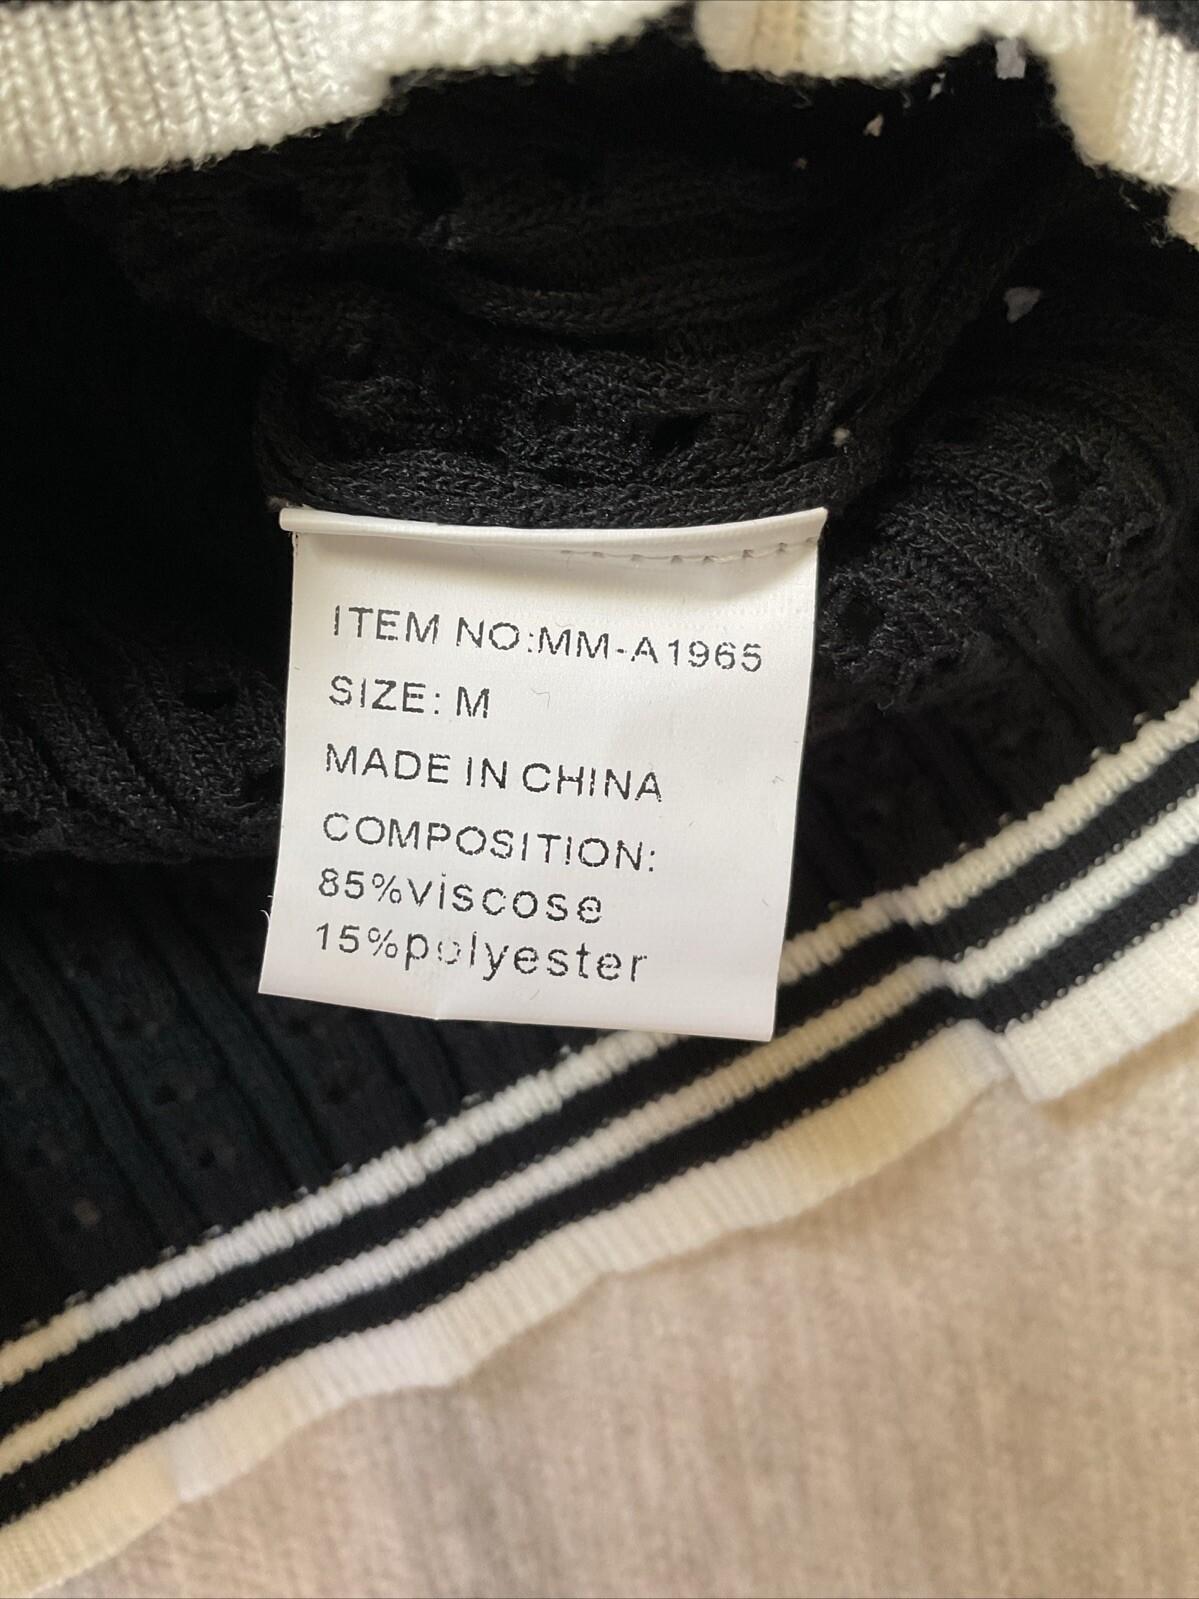 ITEM NO:MM-A1965
SIZE: M
MADE IN CHINA
COMPOSITION:
85%viscose
15%polyester